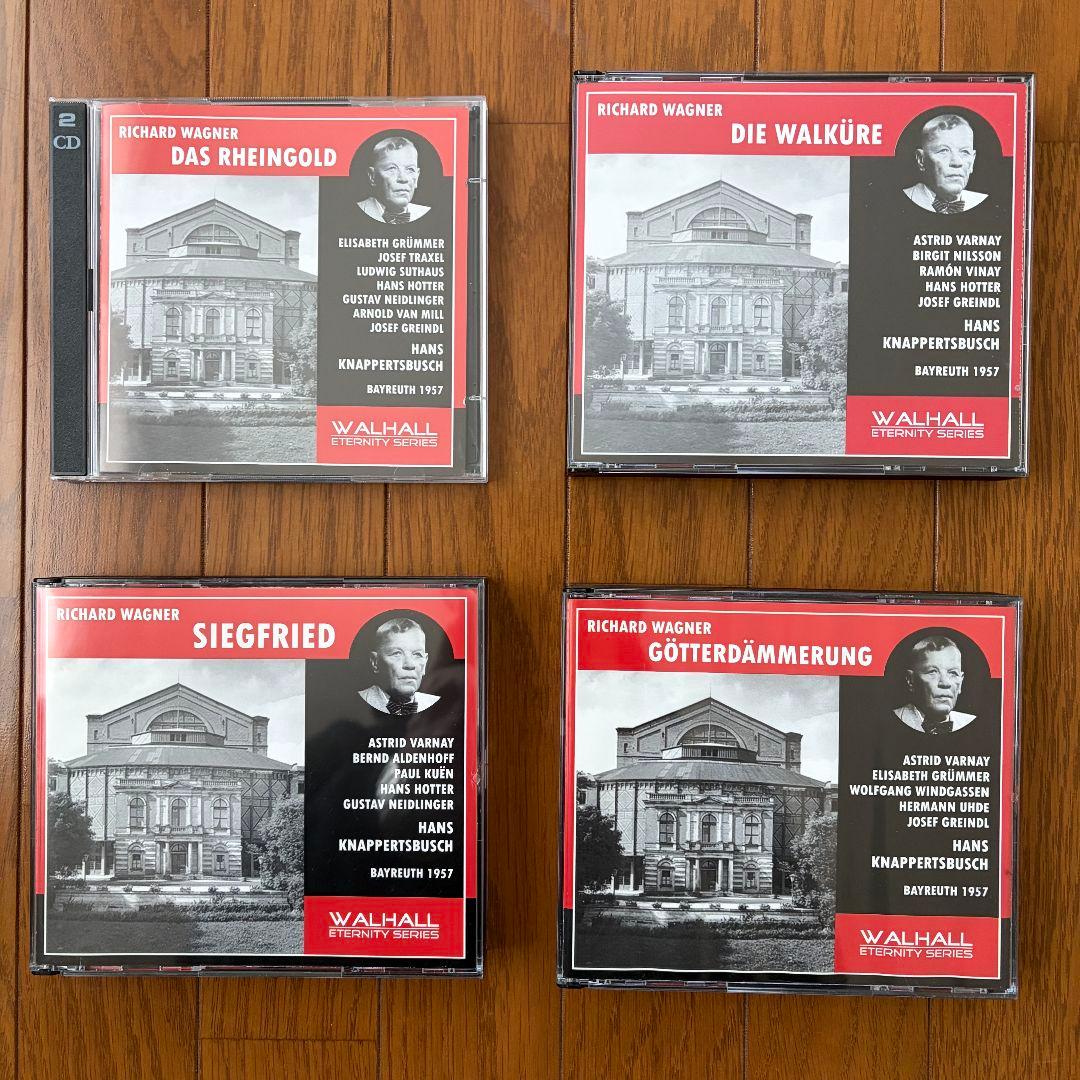 2
CD
RICHARD WAGNER
DAS RHEINGOLD
ELISABETH GRÜMMER
JOSEF TRAXEL
LUDWIG SUTHAUS
HANS HOTTER
GUSTAV NEIDLINGER
ARNOLD VAN MILL
JOSEF GREINDL
HANS
KNAPPERTSBUSCH
BAYREUTH 1957
WALHALL
ETERNITY SERIES
RICHARD WAGNER
DIE WALKÜRE
ASTRID VARNAY
BIRGIT NILSSON
RAMÓN VINAY
HANS HOTTER
JOSEF GREINDL
HANS
KNAPPERTSBUSCH
BAYREUTH 1957
WALHALL
ETERNITY SERIES
RICHARD WAGNER
SIEGFRIED
ASTRID VARNAY
BERND ALDENHOFF
PAUL KUËN
HANS HOTTER
GUSTAV NEIDLINGER
HANS
KNAPPERTSBUSCH
BAYREUTH 1957
WALHALL
ETERNITY SERIES
RICHARD WAGNER
GÖTTERDÄMMERUNG
ASTRID VARNAY
ELISABETH GRÜMMER
WOLFGANG WINDGASSEN
HERMANN UHDE
JOSEF GREINDL
HANS
KNAPPERTSBUSCH
BAYREUTH 1957
WALHALL
ETERNITY SERIES